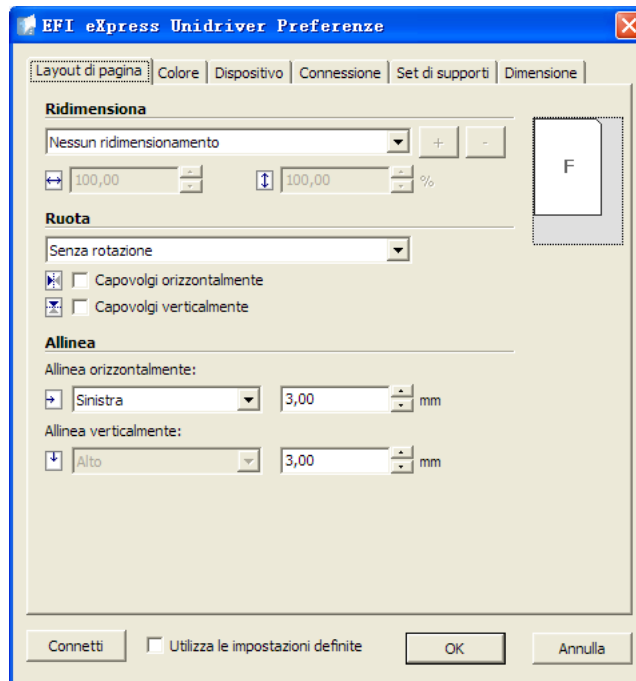 EFI eXpress Unidriver Preferenze
Layout di pagina Colore Dispositivo Connessione Set di supporti Dimensione
Ridimensiona
Nessun ridimensionamento + -
100,00 100,00 %
F
Ruota
Senza rotazione
Capovolgi orizzontalmente
Capovolgi verticalmente
Allinea
Allinea orizzontalmente:
Sinistra 3,00 mm
Allinea verticalmente:
Alto 3,00 mm
Connetti Utilizza le impostazioni definite OK Annulla